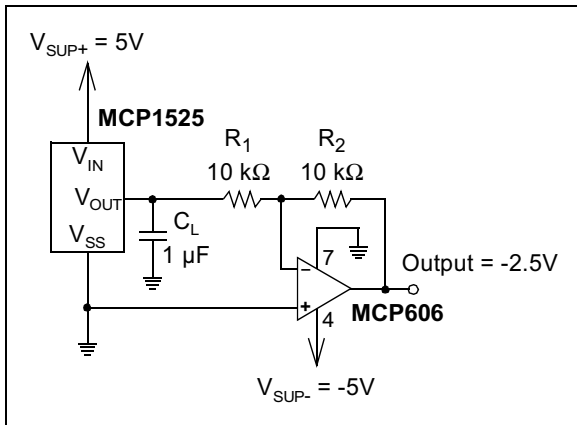 V_SUP+ = 5V
MCP1525
R_1
R_2
10 kΩ
10 kΩ
V_IN
V_OUT
V_SS
C_L
1 µF
7
−
+
4
Output = -2.5V
MCP606
V_SUP- = -5V